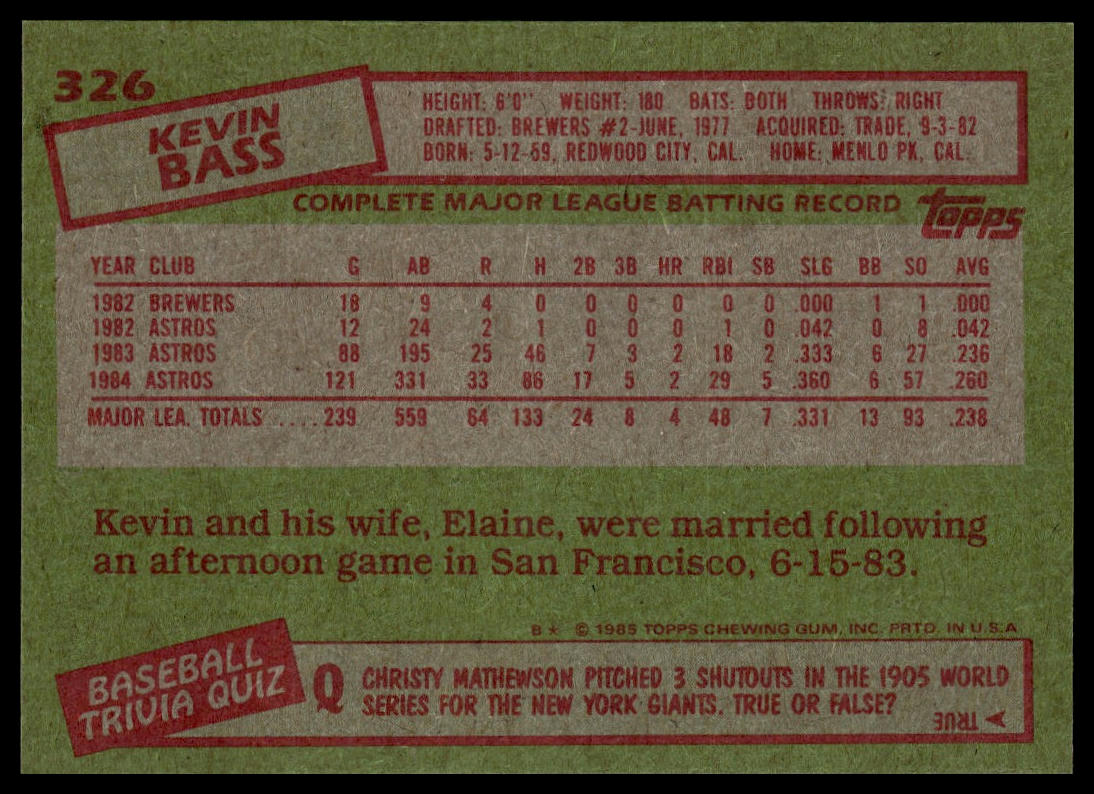 326
KEVIN
BASS
HEIGHT: 6'0" WEIGHT: 180 BATS: BOTH THROWS: RIGHT
DRAFTED: BREWERS #2-JUNE, 1977 ACQUIRED: TRADE, 9-3-82
BORN: 5-12-59, REDWOOD CITY, CAL. HOME: MENLO PK, CAL.
COMPLETE MAJOR LEAGUE BATTING RECORD
topps
YEAR CLUB G AB R H 2B 3B HR RBI SB SLG BB SO AVG
1982 BREWERS 18 9 4 0 0 0 0 0 0 .000 1 1 .000
1982 ASTROS 12 24 2 1 0 0 0 1 0 .042 0 8 .042
1983 ASTROS 88 195 25 46 7 3 2 18 2 .333 6 27 .236
1984 ASTROS 121 331 33 86 17 5 2 29 5 .360 6 57 .260
MAJOR LEA. TOTALS .... 239 559 64 133 24 8 4 48 7 .331 13 93 .238
Kevin and his wife, Elaine, were married following
an afternoon game in San Francisco, 6-15-83.
B★ © 1985 TOPPS CHEWING GUM, INC. PRTD. IN U.S.A
BASEBALL
TRIVIA QUIZ
Q CHRISTY MATHEWSON PITCHED 3 SHUTOUTS IN THE 1905 WORLD
SERIES FOR THE NEW YORK GIANTS. TRUE OR FALSE?
A TRUE